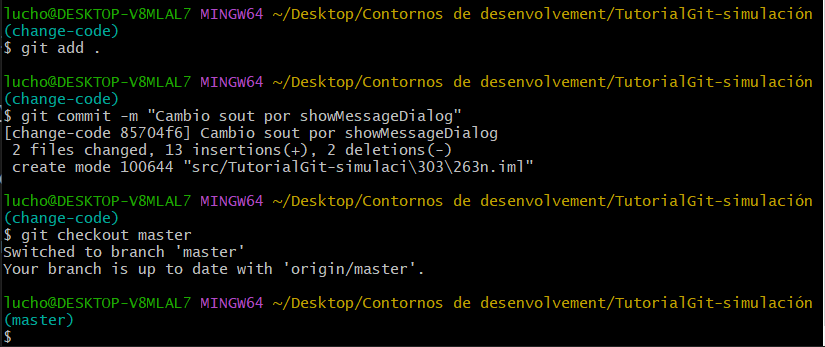 lucho@DESKTOP-V8MLAL7 MINGW64 ~/Desktop/Contornos de desenvolvement/TutorialGit-simulación
(change-code)
$ git add .
lucho@DESKTOP-V8MLAL7 MINGW64 ~/Desktop/Contornos de desenvolvement/TutorialGit-simulación
(change-code)
$ git commit -m "Cambio sout por showMessageDialog"
[change-code 85704f6] Cambio sout por showMessageDialog
 2 files changed, 13 insertions(+), 2 deletions(-)
 create mode 100644 "src/TutorialGit-simulaci\303\263n.iml"
lucho@DESKTOP-V8MLAL7 MINGW64 ~/Desktop/Contornos de desenvolvement/TutorialGit-simulación
(change-code)
$ git checkout master
Switched to branch 'master'
Your branch is up to date with 'origin/master'.
lucho@DESKTOP-V8MLAL7 MINGW64 ~/Desktop/Contornos de desenvolvement/TutorialGit-simulación
(master)
$